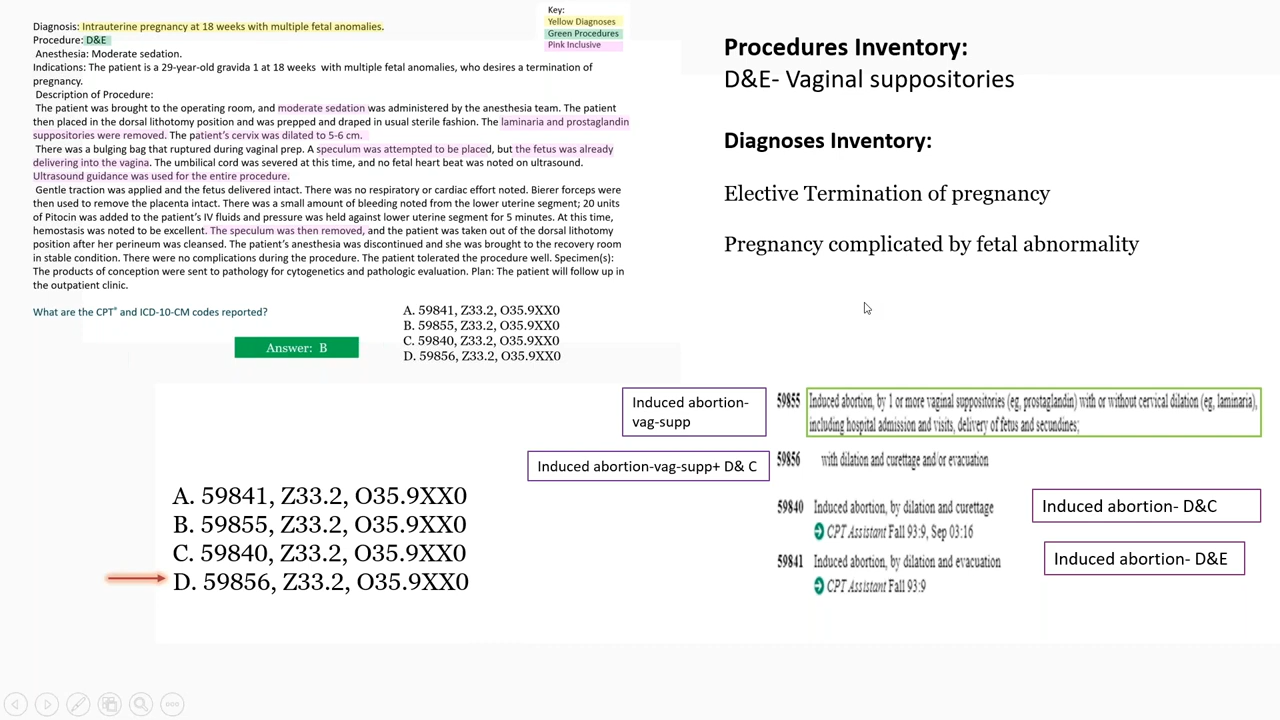 Diagnosis: Intrauterine pregnancy at 18 weeks with multiple fetal anomalies.
Procedure: D&E
Anesthesia: Moderate sedation.
Indications: The patient is a 29-year-old gravida 1 at 18 weeks with multiple fetal anomalies, who desires a termination of
pregnancy.
Description of Procedure:
The patient was brought to the operating room, and moderate sedation was administered by the anesthesia team. The patient
then placed in the dorsal lithotomy position and was prepped and draped in usual sterile fashion. The laminaria and prostaglandin
suppositories were removed. The patient's cervix was dilated to 5-6 cm.
There was a bulging bag that ruptured during vaginal prep. A speculum was attempted to be placed, but the fetus was already
delivering into the vagina. The umbilical cord was severed at this time, and no fetal heart beat was noted on ultrasound.
Ultrasound guidance was used for the entire procedure.
Gentle traction was applied and the fetus delivered intact. There was no respiratory or cardiac effort noted. Bierer forceps were
then used to remove the placenta intact. There was a small amount of bleeding noted from the lower uterine segment; 20 units
of Pitocin was added to the patient's IV fluids and pressure was held against lower uterine segment for 5 minutes. At this time,
hemostasis was noted to be excellent. The speculum was then removed, and the patient was taken out of the dorsal lithotomy
position after her perineum was cleansed. The patient's anesthesia was discontinued and she was brought to the recovery room
in stable condition. There were no complications during the procedure. The patient tolerated the procedure well. Specimen(s):
The products of conception were sent to pathology for cytogenetics and pathologic evaluation. Plan: The patient will follow up in
the outpatient clinic.
Key:
Yellow Diagnoses
Green Procedures
Pink Inclusive
What are the CPT® and ICD-10-CM codes reported?
Answer: B
A. 59841, Z33.2, O35.9XX0
B. 59855, Z33.2, O35.9XX0
C. 59840, Z33.2, O35.9XX0
D. 59856, Z33.2, O35.9XX0
Procedures Inventory:
D&E- Vaginal suppositories
Diagnoses Inventory:
Elective Termination of pregnancy
Pregnancy complicated by fetal abnormality
A. 59841, Z33.2, O35.9XX0
B. 59855, Z33.2, O35.9XX0
C. 59840, Z33.2, O35.9XX0
D. 59856, Z33.2, O35.9XX0
Induced abortion-
vag-supp
59855 Induced abortion, by 1 or more vaginal suppositories (eg, prostaglandin) with or without cervical dilation (eg, laminaria),
including hospital admission and visits, delivery of fetus and secundines;
Induced abortion-vag-supp+ D& C
59856 with dilation and curettage and/or evacuation
59840 Induced abortion, by dilation and curettage
CPT Assistant Fall 93:9, Sep 03:16
Induced abortion- D&C
59841 Induced abortion, by dilation and evacuation
CPT Assistant Fall 93:9
Induced abortion- D&E